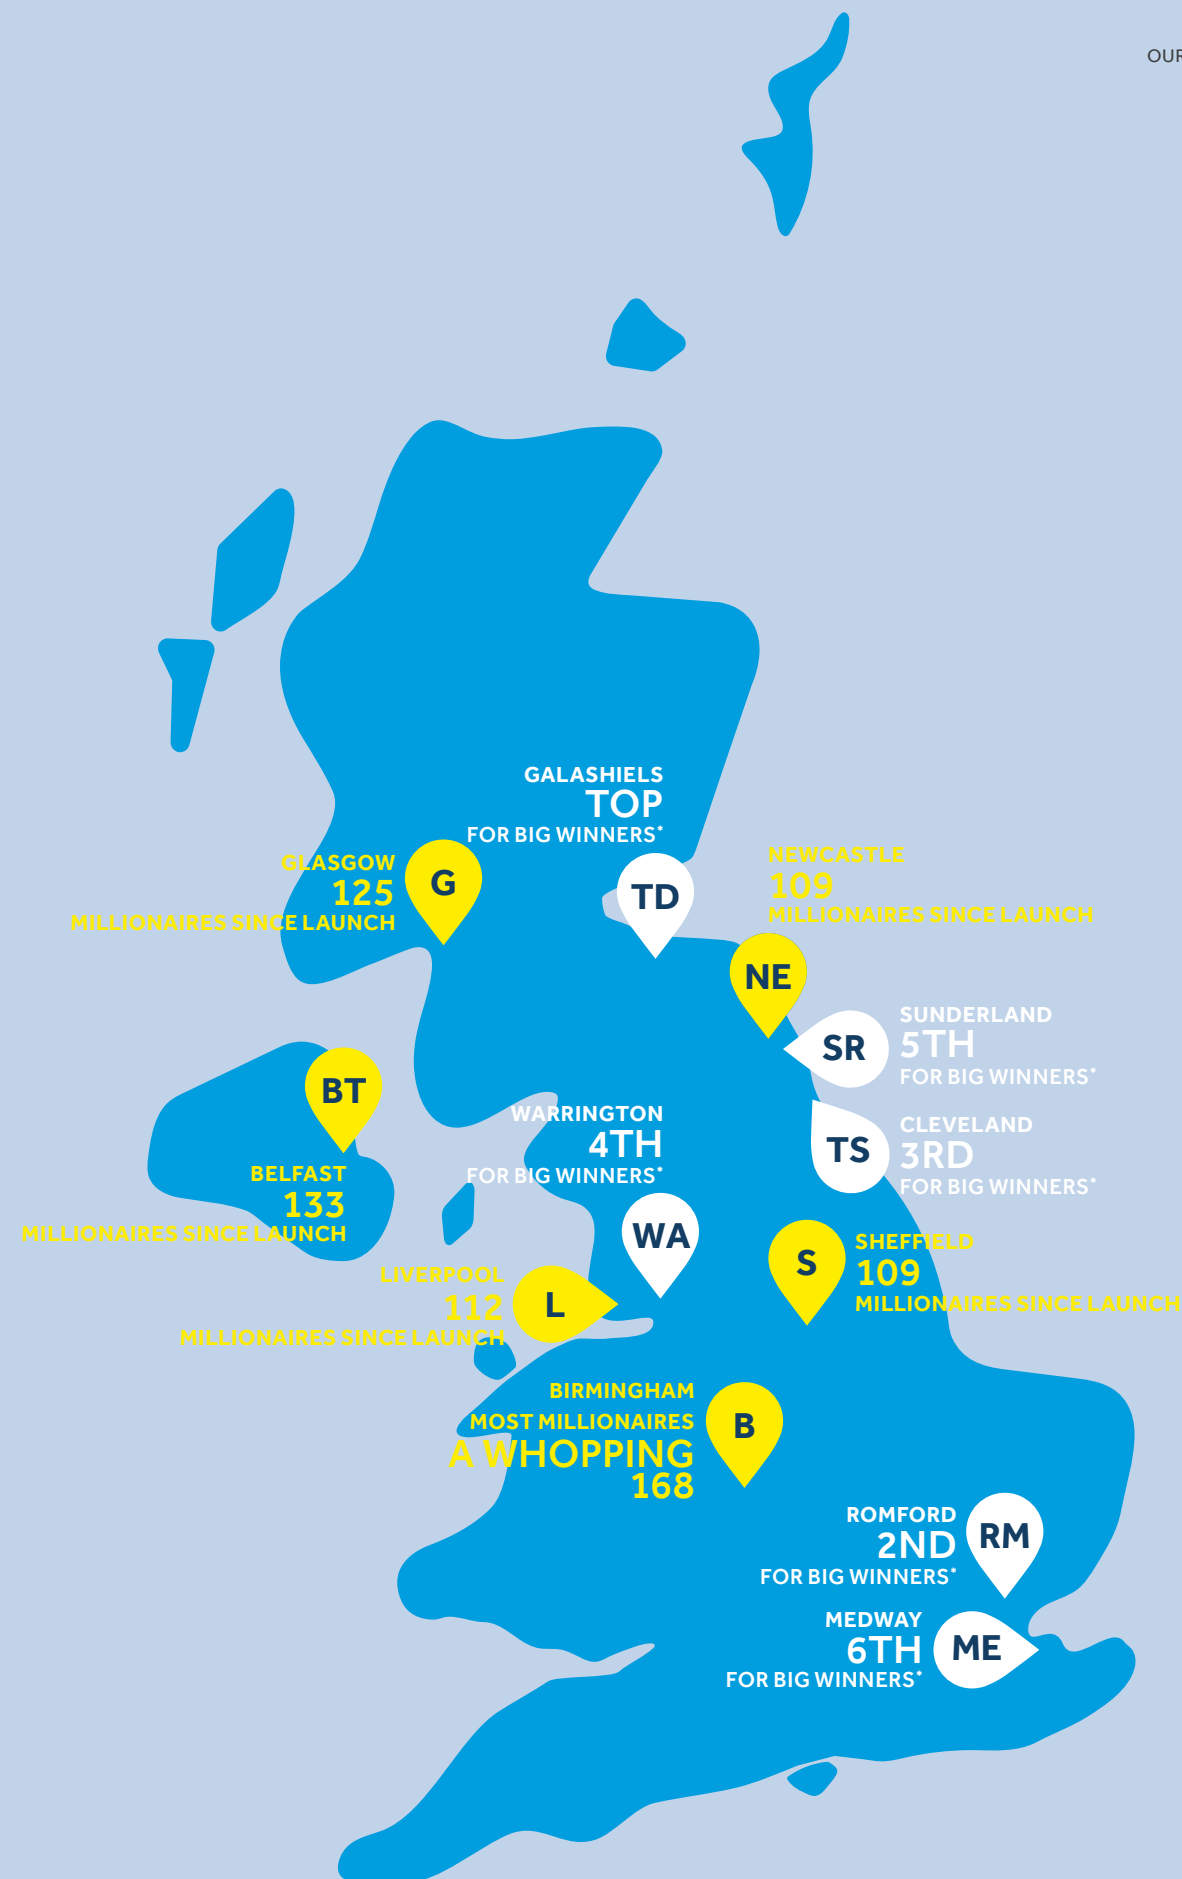 OUR
GALASHIELS
TOP
FOR BIG WINNERS*
GLASGOW
125
MILLIONAIRES SINCE LAUNCH
G
TD
NEWCASTLE
109
MILLIONAIRES SINCE LAUNCH
NE
SR
SUNDERLAND
5TH
FOR BIG WINNERS*
BT
BELFAST
133
MILLIONAIRES SINCE LAUNCH
WARRINGTON
4TH
FOR BIG WINNERS*
WA
TS
CLEVELAND
3RD
FOR BIG WINNERS*
S
SHEFFIELD
109
MILLIONAIRES SINCE LAUNCH
LIVERPOOL
112
MILLIONAIRES SINCE LAUNCH
L
BIRMINGHAM
MOST MILLIONAIRES
A WHOPPING
168
B
ROMFORD
2ND
FOR BIG WINNERS*
RM
MEDWAY
6TH
FOR BIG WINNERS*
ME